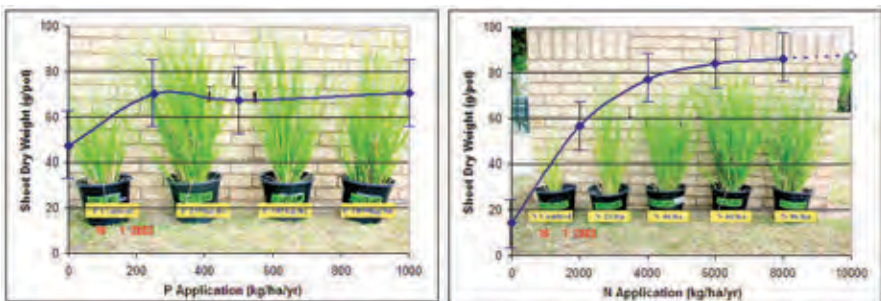 100
80
60
40
20
0
Shoot Dry Weight (g/pot)
0 200 400 600 800 1000
P Application (kg/ha/yr)
100
80
60
40
20
0
Shoot Dry Weight (g/pot)
0 2000 4000 6000 8000 10000
N Application (kg/ha/yr)